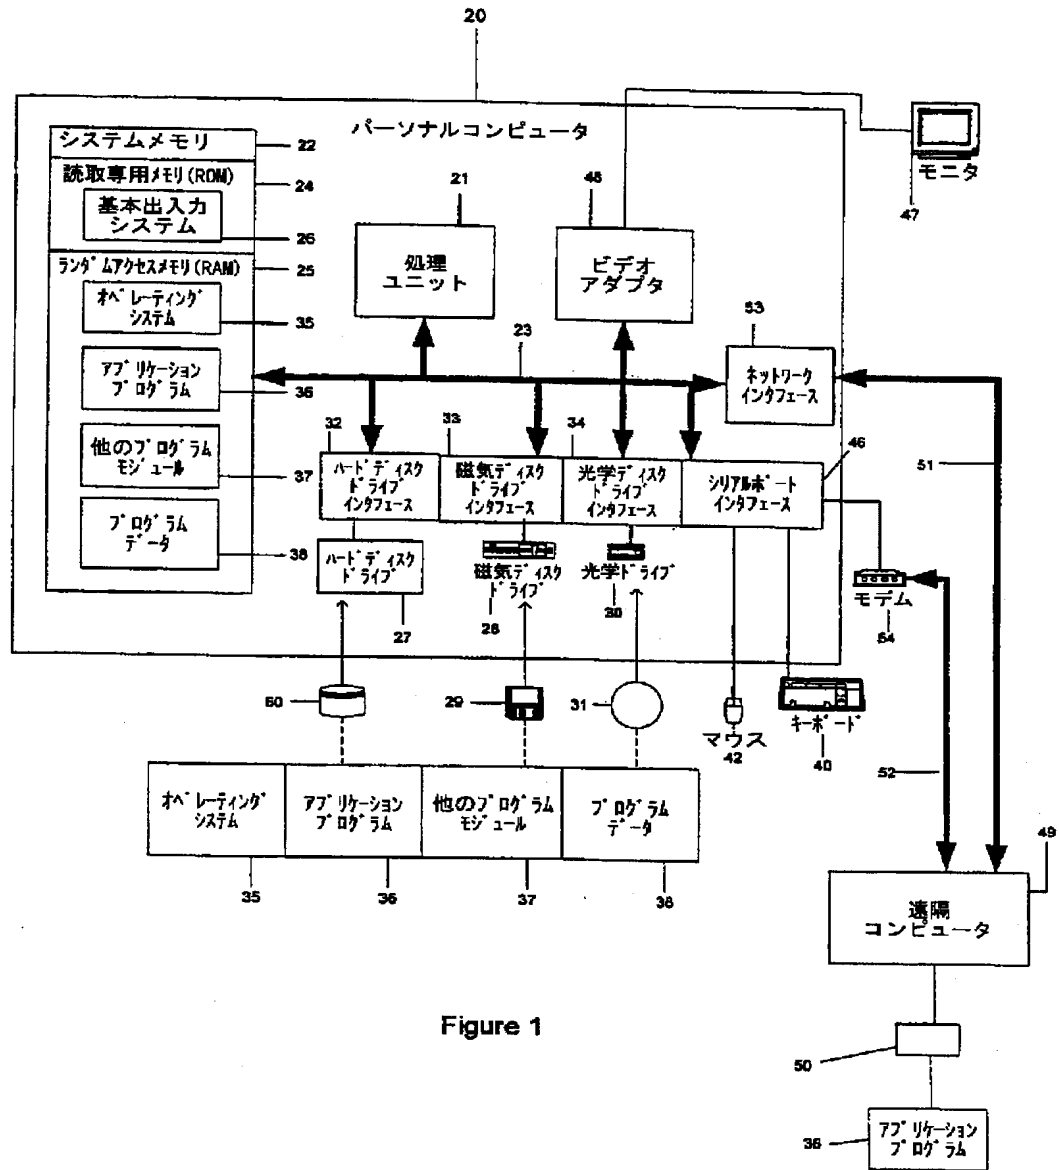 20
パーソナルコンピュータ
システムメモリ
22
読取専用メモリ(ROM)
24
基本出入力
システム
26
ランダムアクセスメモリ(RAM)
25
オペレーティング
システム
35
アプリケーション
プログラム
36
他のプログラム
モジュール
37
プログラム
データ
38
21
処理
ユニット
48
ビデオ
アダプタ
モニタ
47
23
53
ネットワーク
インタフェース
32
ハードディスク
ドライブ
インタフェース
33
磁気ディスク
ドライブ
インタフェース
34
光学ディスク
ドライブ
インタフェース
46
シリアルポート
インタフェース
51
ハードディスク
ドライブ
27
磁気ディスク
ドライブ
28
光学ドライブ
30
モデム
54
60
29
31
マウス
42
キーボード
40
52
オペレーティング
システム
アプリケーション
プログラム
他のプログラム
モジュール
プログラム
データ
35
36
37
38
49
遠隔
コンピュータ
Figure 1
50
36
アプリケーション
プログラム